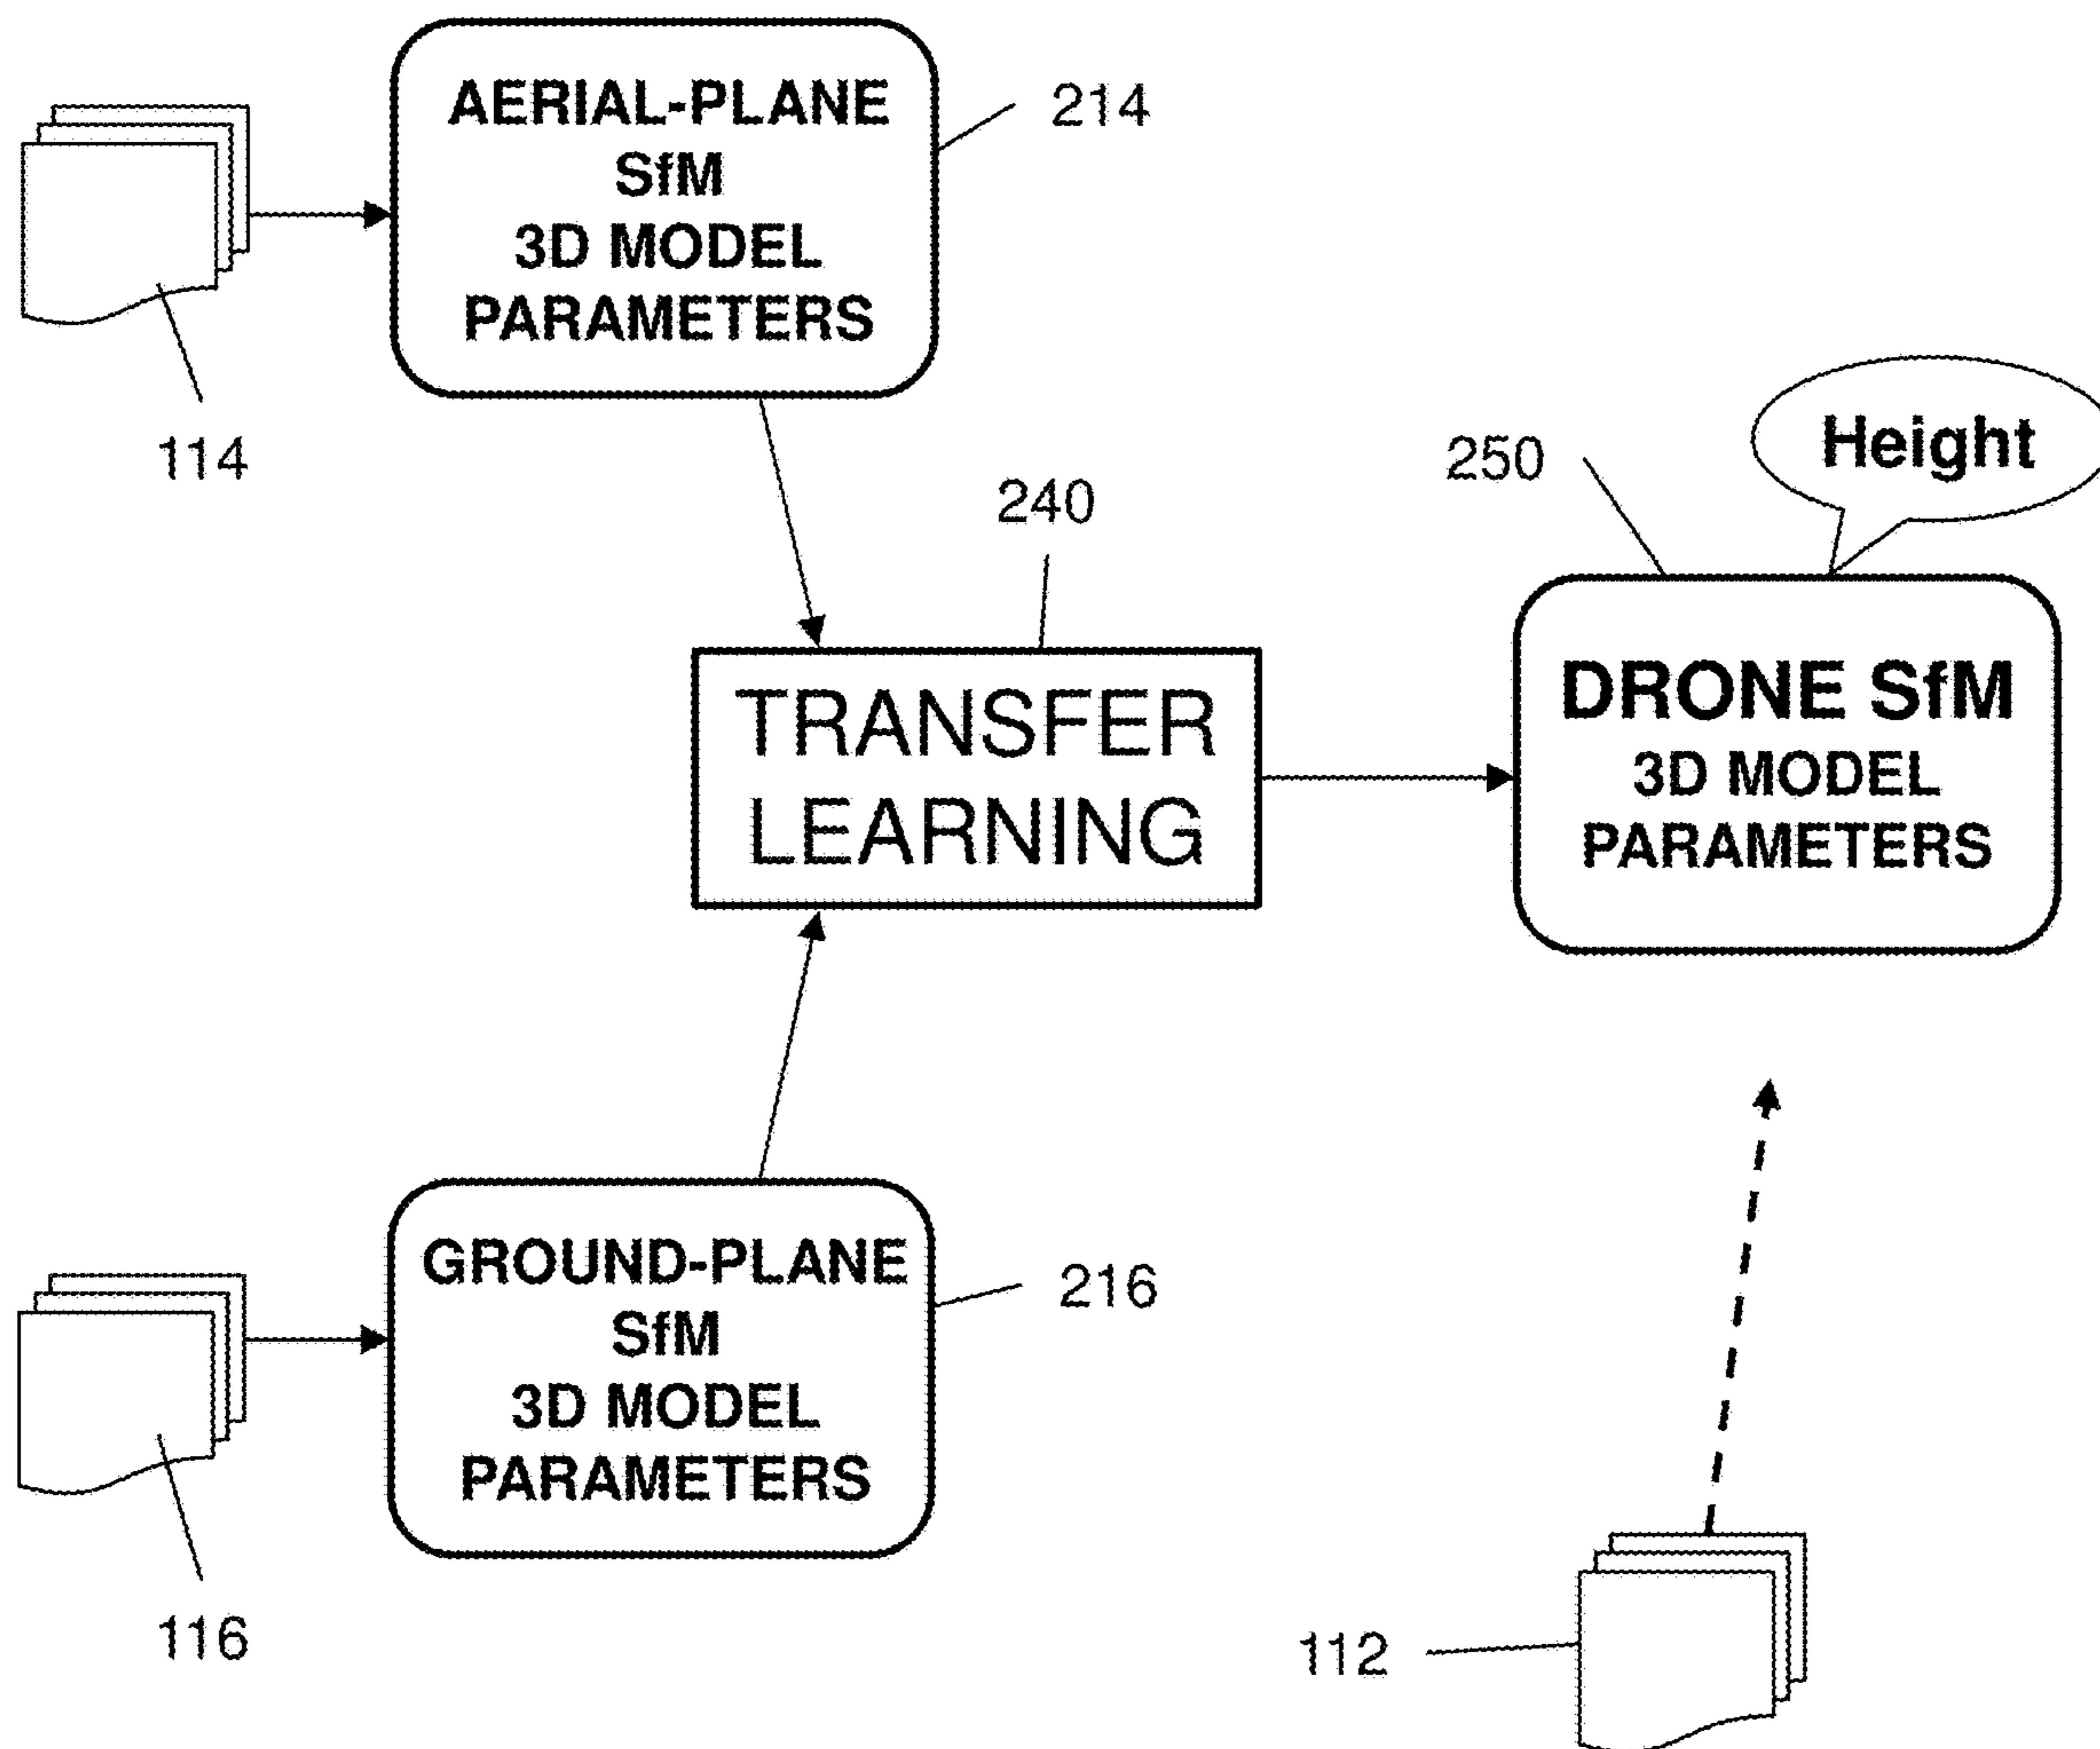 AERIAL-PLANE
SfM
3D MODEL
PARAMETERS
214
114
240
250
Height
TRANSFER
LEARNING
DRONE SfM
3D MODEL
PARAMETERS
GROUND-PLANE
SfM
3D MODEL
PARAMETERS
216
116
112